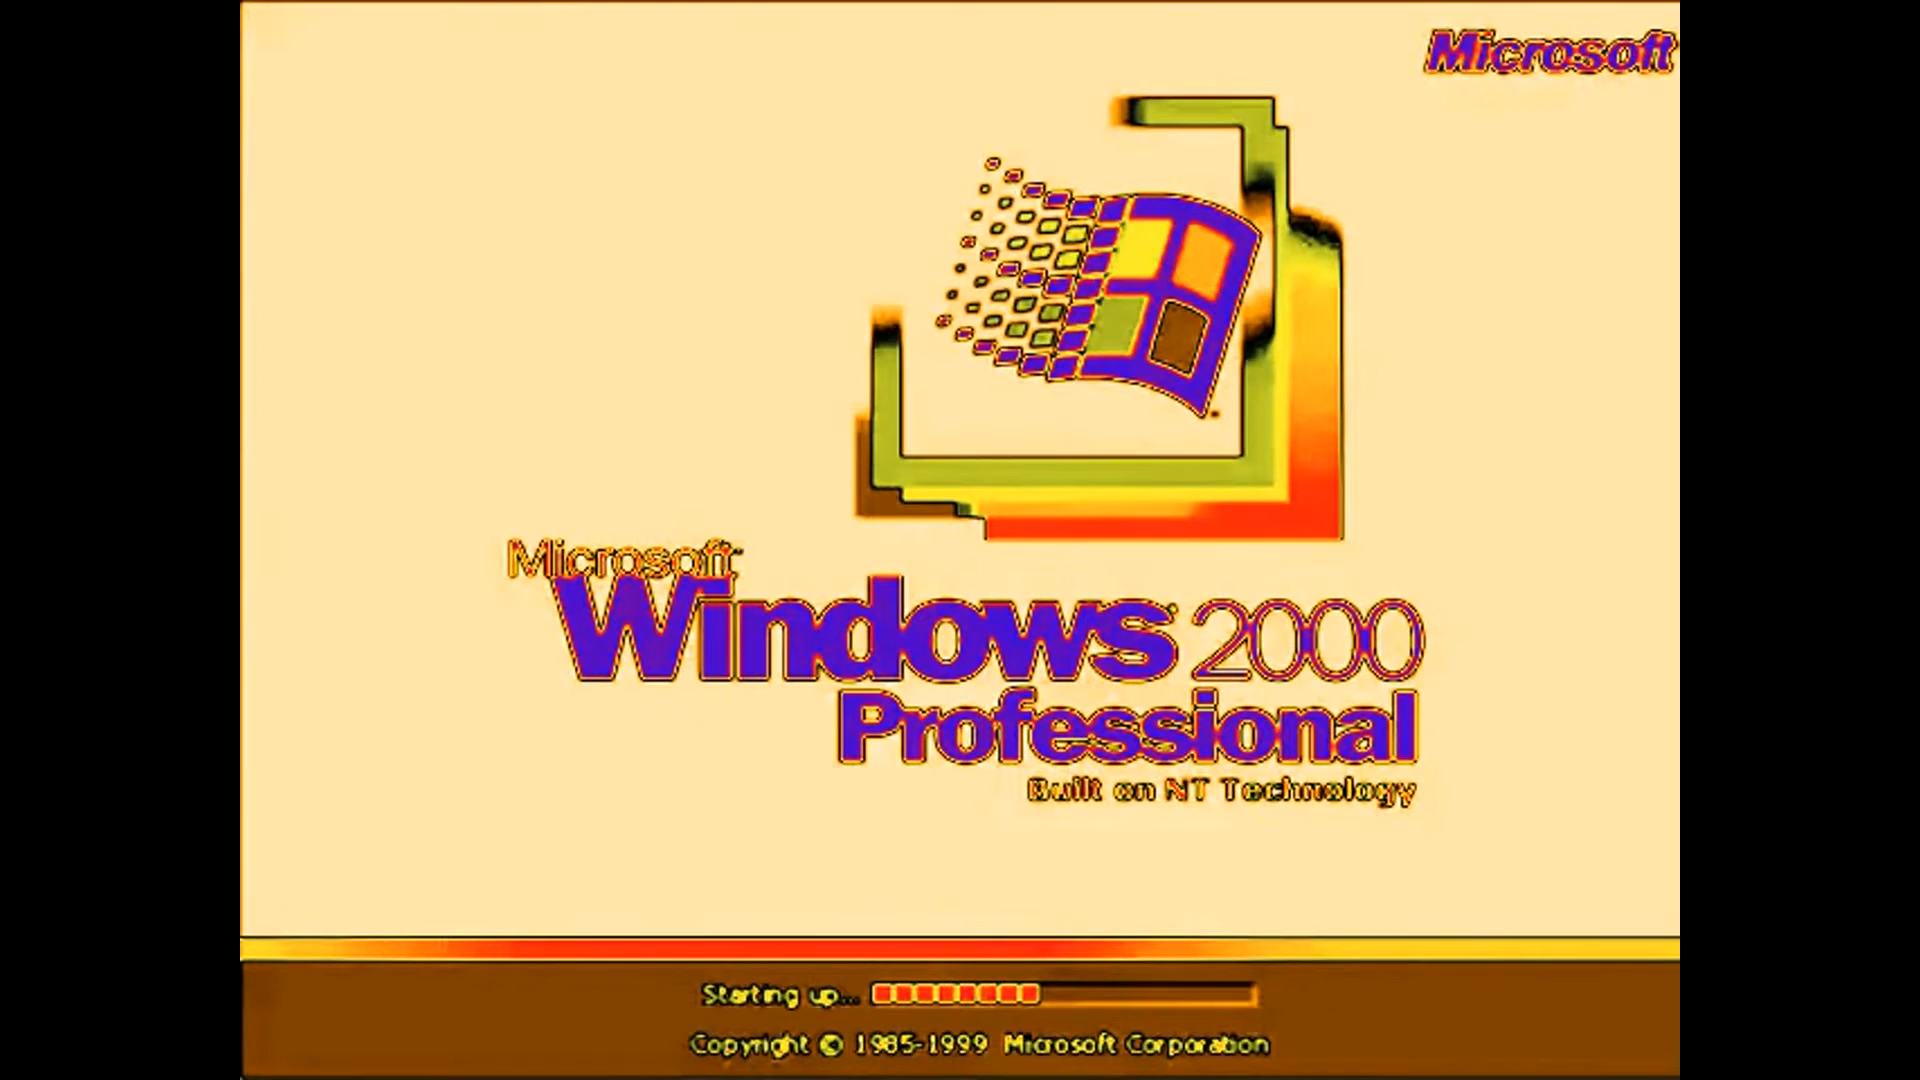 Microsoft
Microsoft
Windows 2000
Professional
Built on NT Technology
Starting up...
Copyright © 1985-1999 Microsoft Corporation